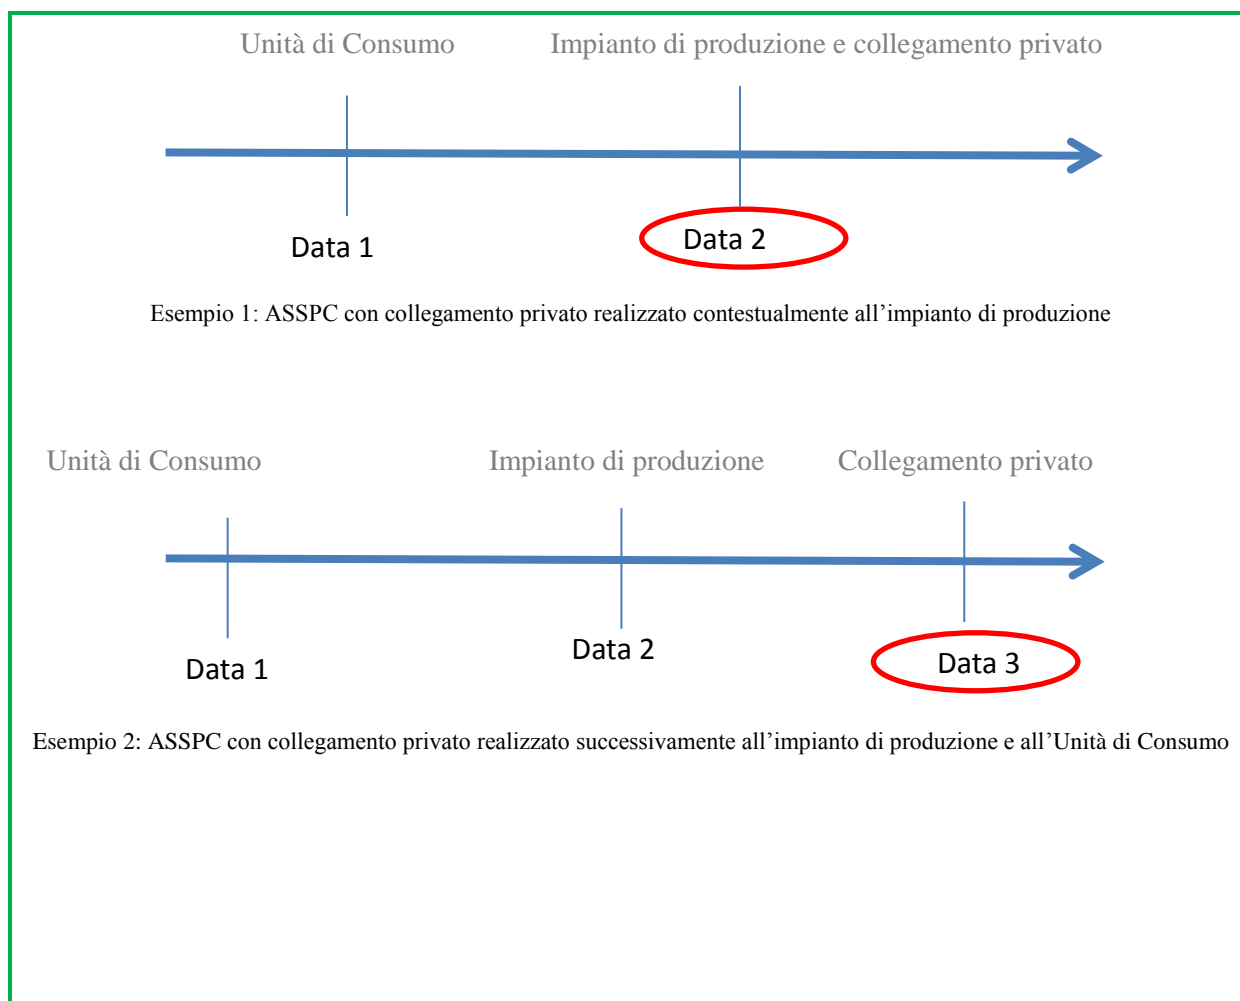 Unità di Consumo
Impianto di produzione e collegamento privato
Data 1
Data 2
Esempio 1: ASSPC con collegamento privato realizzato contestualmente all’impianto di produzione
Unità di Consumo
Impianto di produzione
Collegamento privato
Data 1
Data 2
Data 3
Esempio 2: ASSPC con collegamento privato realizzato successivamente all’impianto di produzione e all’Unità di Consumo